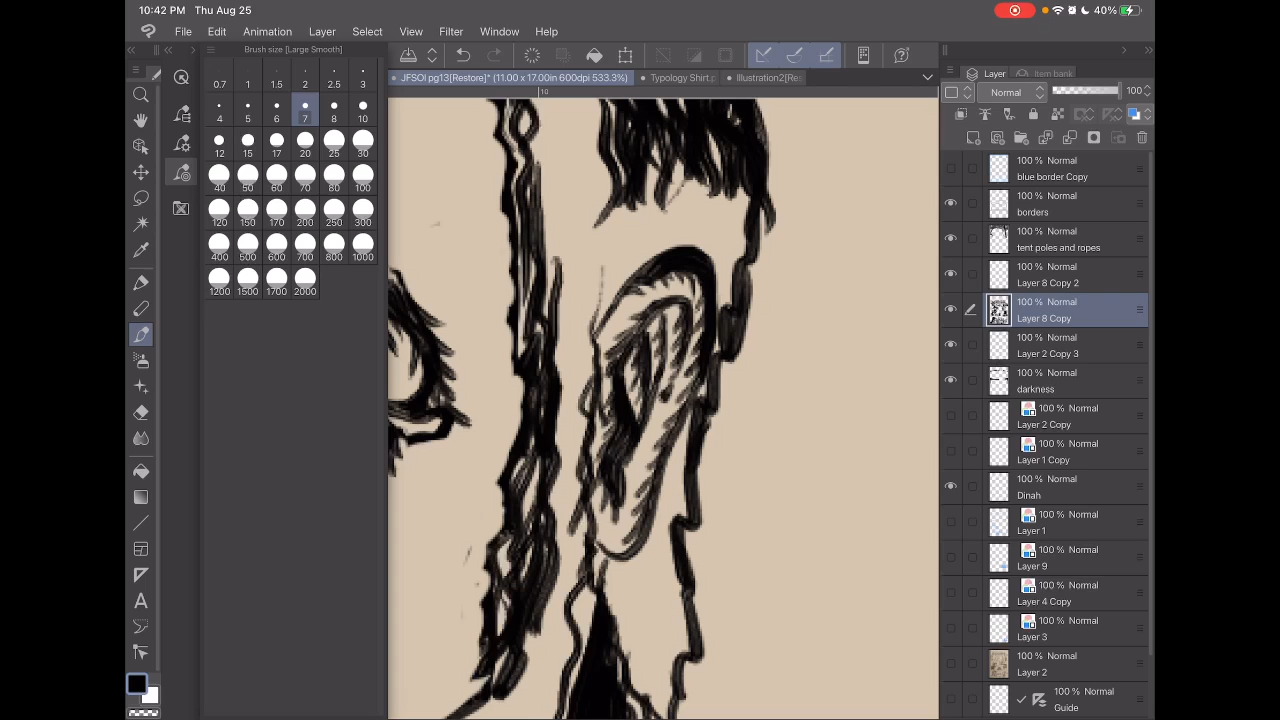 10:42 PM Thu Aug 25
40%
File Edit Animation Layer Select View Filter Window Help
Brush size [Large Smooth]
JFSOI pg13[Restore]* (11.00 x 17.00in 600dpi 533.3%)
Typology Shirt.p
Illustration2[Re
Layer
Item bank
10
Normal
100
0.7 1 1.5 2 2.5 3
4 5 6 7 8 10
12 15 17 20 25 30
40 50 60 70 80 100
120 150 170 200 250 300
400 500 600 700 800 1000
1200 1500 1700 2000
100 % Normal
blue border Copy
100 % Normal
borders
100 % Normal
tent poles and ropes
100 % Normal
Layer 8 Copy 2
100 % Normal
Layer 8 Copy
100 % Normal
Layer 2 Copy 3
100 % Normal
darkness
100 % Normal
Layer 2 Copy
100 % Normal
Layer 1 Copy
100 % Normal
Dinah
100 % Normal
Layer 1
100 % Normal
Layer 9
100 % Normal
Layer 4 Copy
100 % Normal
Layer 3
100 % Normal
Layer 2
100 % Normal
Guide